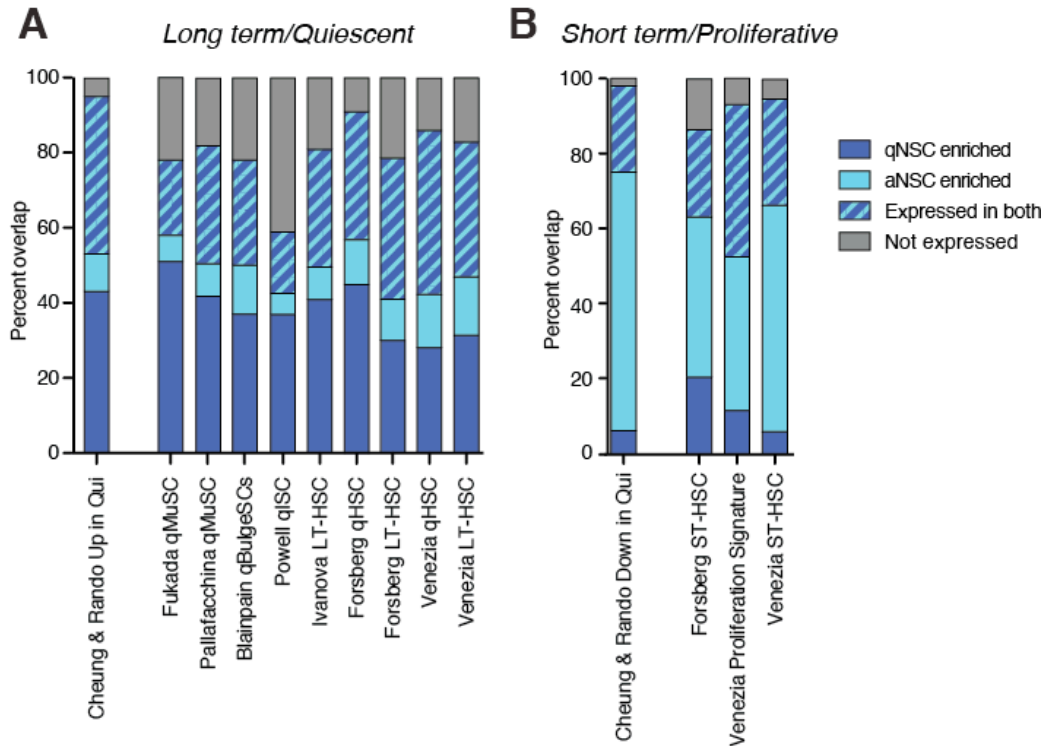 A
Long term/Quiescent
Percent overlap
100
80
60
40
20
0
Cheung & Rando Up in Qui
Fukada qMuSC
Pallafacchina qMuSC
Blainpain qBulgeSCs
Powell qISC
Ivanova LT-HSC
Forsberg qHSC
Forsberg LT-HSC
Venezia qHSC
Venezia LT-HSC
B
Short term/Proliferative
Percent overlap
100
80
60
40
20
0
Cheung & Rando Down in Qui
Forsberg ST-HSC
Venezia Proliferation Signature
Venezia ST-HSC
qNSC enriched
aNSC enriched
Expressed in both
Not expressed